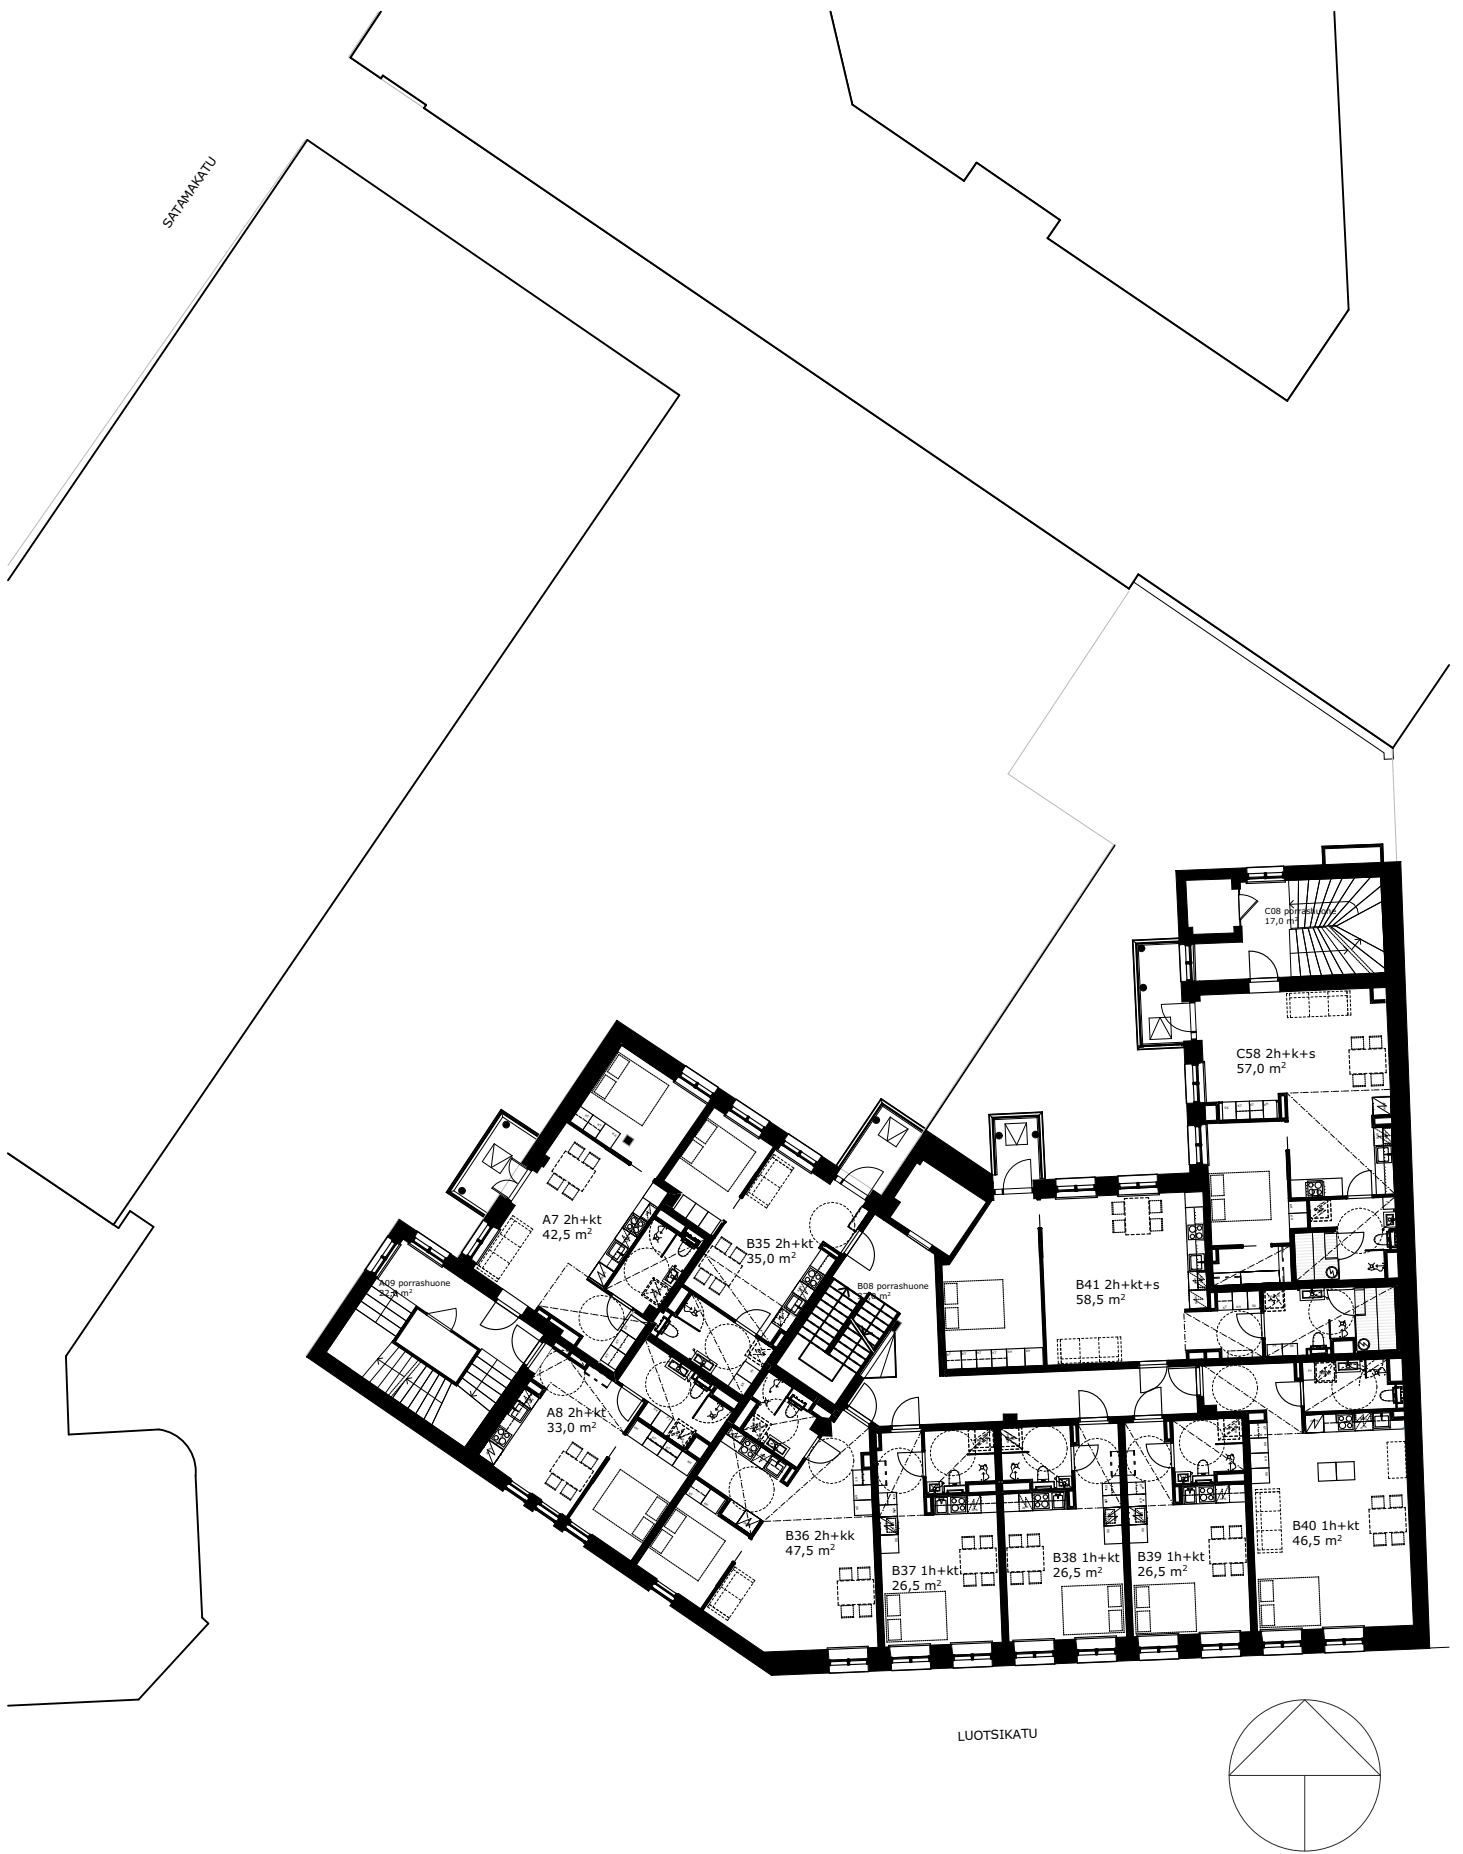 SATAMAKATU
C08 porrashuone
17,0 m²
C58 2h+k+s
57,0 m²
A7 2h+kt
42,5 m²
B35 2h+kt
35,0 m²
A09 porrashuone
B08 porrashuone
B41 2h+kt+s
58,5 m²
A8 2h+kt
33,0 m²
B36 2h+kk
47,5 m²
B37 1h+kt
26,5 m²
B38 1h+kt
26,5 m²
B39 1h+kt
26,5 m²
B40 1h+kt
46,5 m²
LUOTSIKATU